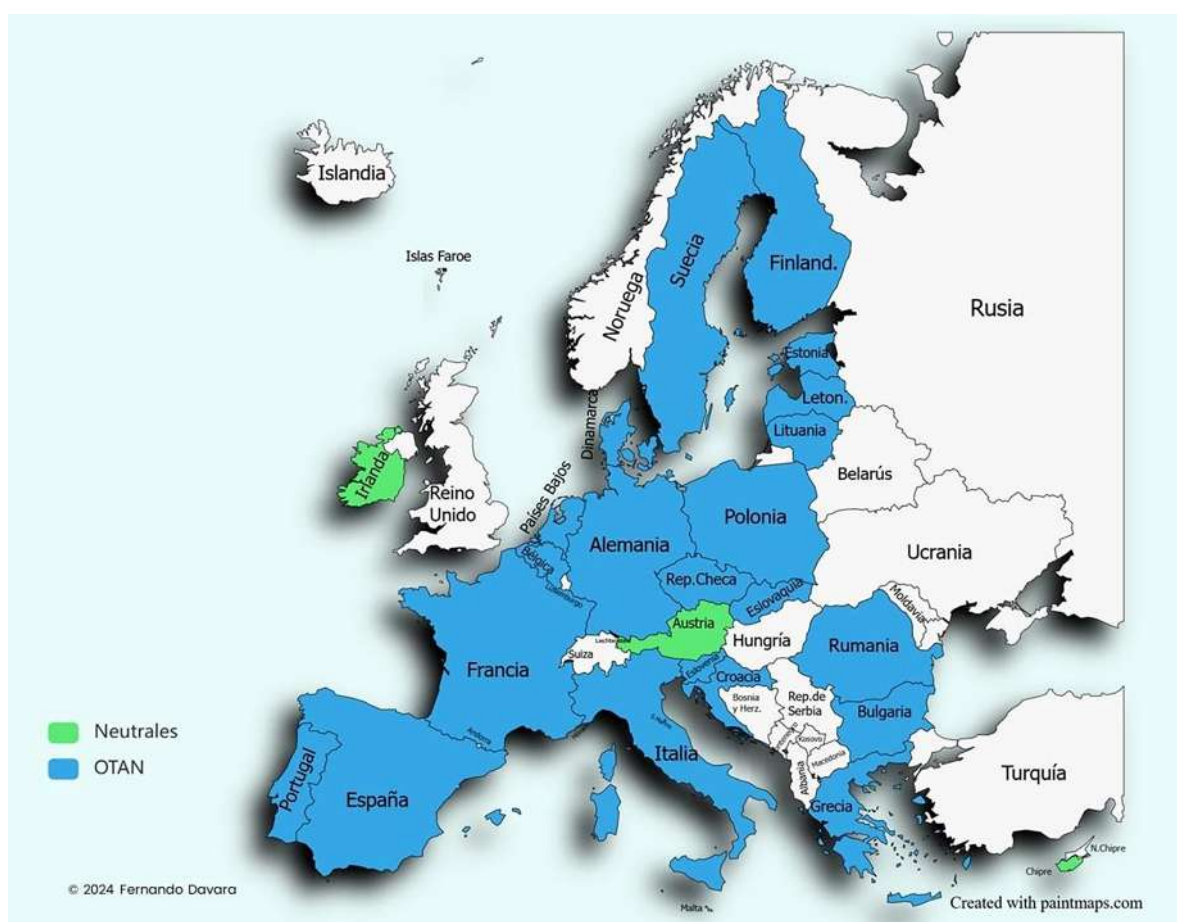 Islandia
Islas Faroe
Noruega
Suecia
Finland.
Rusia
Estonia
Leton.
Lituania
Dinamarca
Irlanda
Reino
Unido
Países Bajos
Belarús
Polonia
Alemania
Bélgica
Ucrania
Luxemburgo
Rep.Checa
Eslovaquia
Moldavia
Austria
Hungría
Suiza
Rumania
Francia
Eslovenia
Croacia
Bosnia
y Herz.
Rep.de
Serbia
Bulgaria
Neutrales
OTAN
Andorra
Italia
Kosovo
Macedonia
Albania
Portugal
España
Turquía
Grecia
N.Chipre
Chipre
© 2024 Fernando Davara
Malta
Created with paintmaps.com